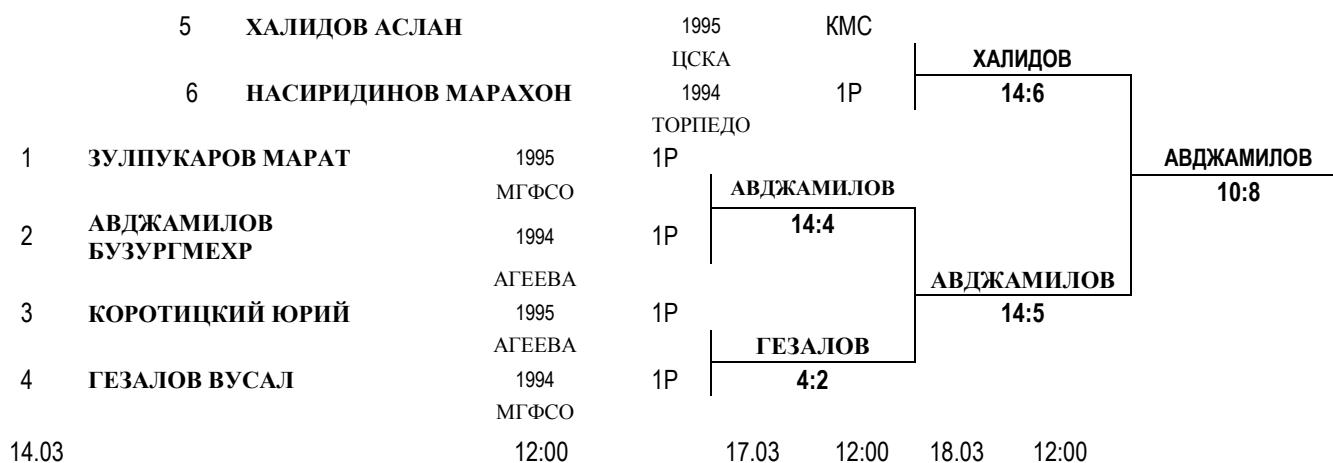 5 ХАЛИДОВ АСЛАН 1995 КМС
ЦСКА ХАЛИДОВ
6 НАСИРИДИНОВ МАРАХОН 1994 1Р 14:6
ТОРПЕДО
1 ЗУЛПУКАРОВ МАРАТ 1995 1Р АВДЖАМИЛОВ
МГФСО АВДЖАМИЛОВ 10:8
14:4
2 АВДЖАМИЛОВ БУЗУРГМЕХР 1994 1Р
АГЕЕВА АВДЖАМИЛОВ
3 КОРОТИЦКИЙ ЮРИЙ 1995 1Р 14:5
АГЕЕВА ГЕЗАЛОВ
4 ГЕЗАЛОВ ВУСАЛ 1994 1Р 4:2
МГФСО
14.03 12:00 17.03 12:00 18.03 12:00